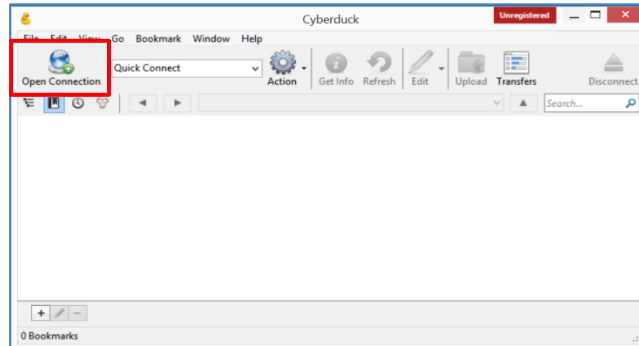 Cyberduck
Unregistered
File Edit View Go Bookmark Window Help
Open Connection
Quick Connect
Action
Get Info
Refresh
Edit
Upload
Transfers
Disconnect
Search...
0 Bookmarks